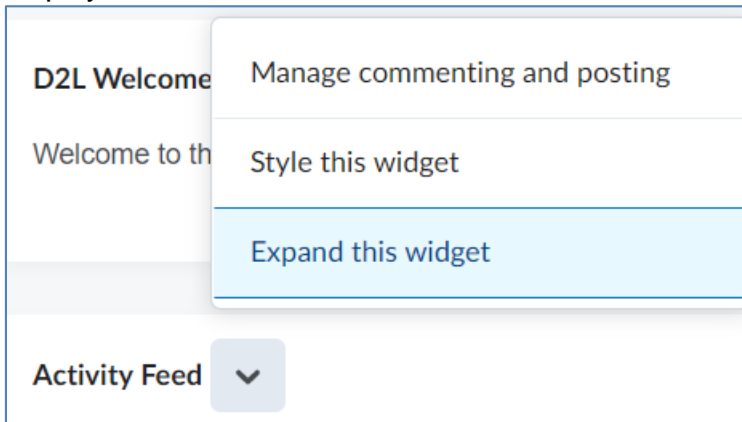 D2L Welcome
Manage commenting and posting
Welcome to th
Style this widget
Expand this widget
Activity Feed